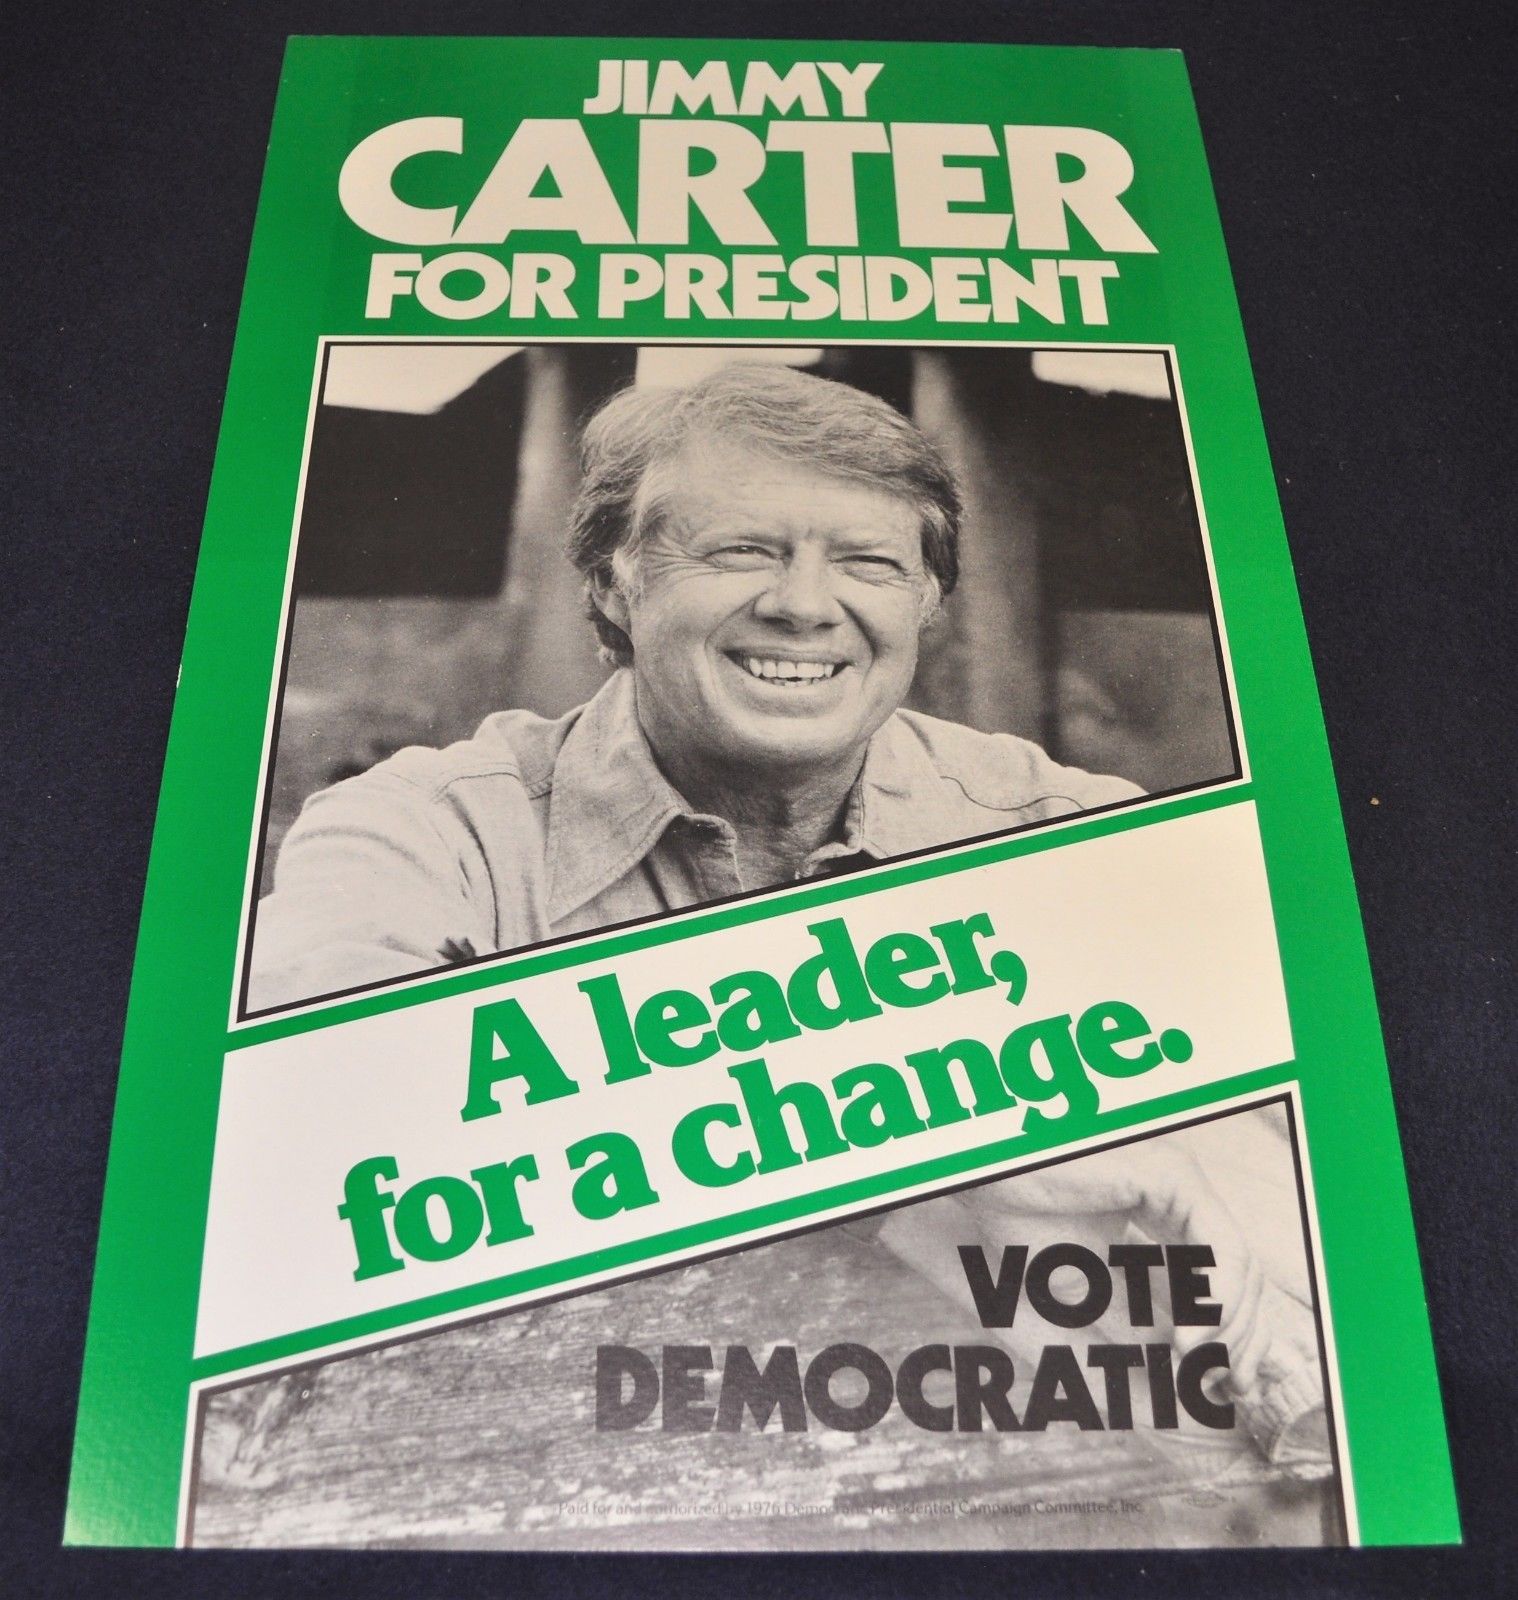 JIMMY
CARTER
FOR PRESIDENT
A leader,
for a change.
VOTE
DEMOCRATIC
Paid for and authorized by 1976 Democratic Presidential Campaign Committee, Inc.